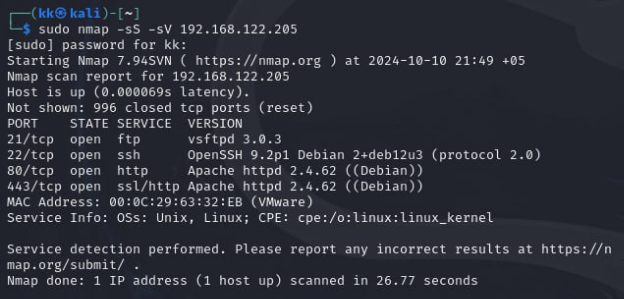 ┌──(kk㉿kali)-[~]
└─$ sudo nmap -sS -sV 192.168.122.205
[sudo] password for kk:
Starting Nmap 7.94SVN ( https://nmap.org ) at 2024-10-10 21:49 +05
Nmap scan report for 192.168.122.205
Host is up (0.000069s latency).
Not shown: 996 closed tcp ports (reset)
PORT    STATE SERVICE  VERSION
21/tcp  open  ftp      vsftpd 3.0.3
22/tcp  open  ssh      OpenSSH 9.2p1 Debian 2+deb12u3 (protocol 2.0)
80/tcp  open  http     Apache httpd 2.4.62 ((Debian))
443/tcp open  ssl/http Apache httpd 2.4.62 ((Debian))
MAC Address: 00:0C:29:63:32:EB (VMware)
Service Info: OSs: Unix, Linux; CPE: cpe:/o:linux:linux_kernel

Service detection performed. Please report any incorrect results at https://n
map.org/submit/ .
Nmap done: 1 IP address (1 host up) scanned in 26.77 seconds